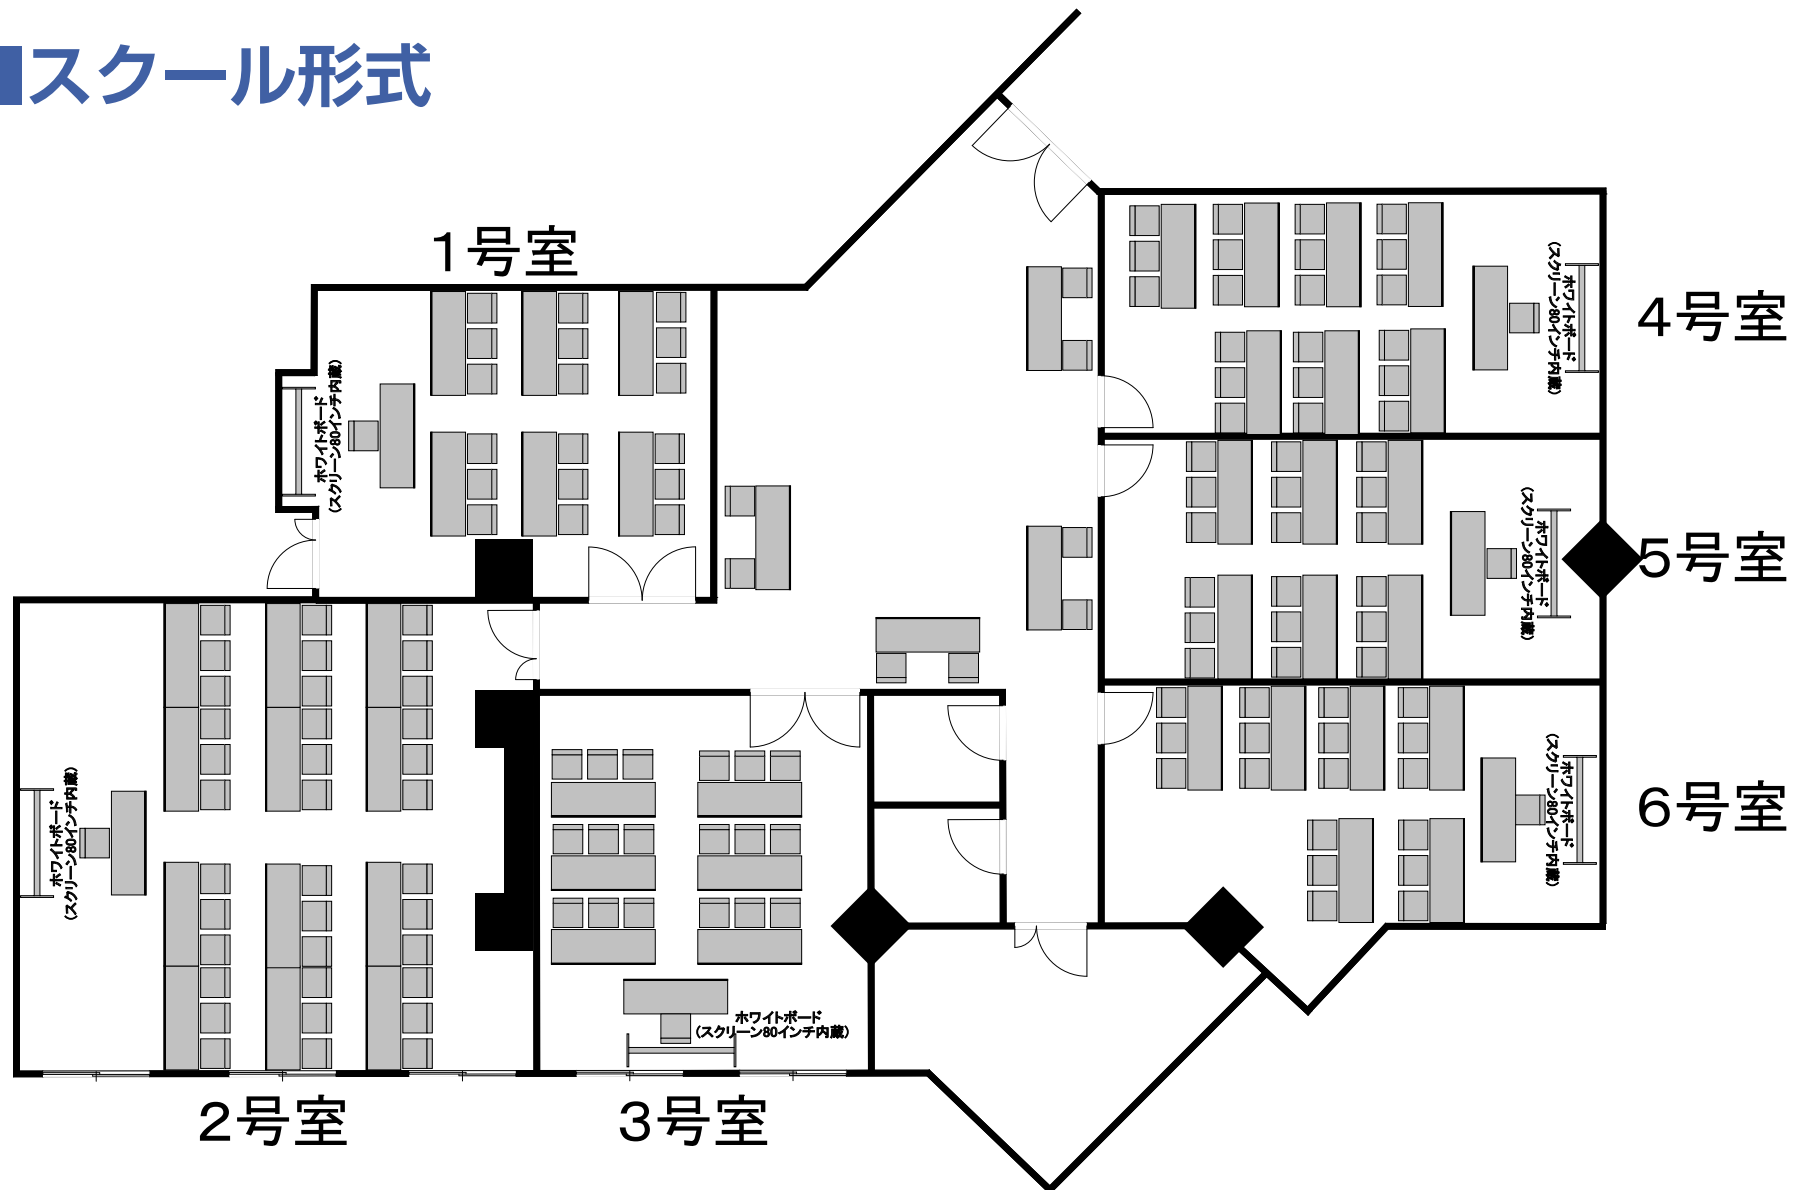 ■スクール形式
1号室
ホワイトボード
(スクリーン80インチ内蔵)
ホワイトボード
(スクリーン80インチ内蔵)
4号室
ホワイトボード
(スクリーン80インチ内蔵)
5号室
ホワイトボード
(スクリーン80インチ内蔵)
6号室
ホワイトボード
(スクリーン80インチ内蔵)
2号室
ホワイトボード
(スクリーン80インチ内蔵)
3号室